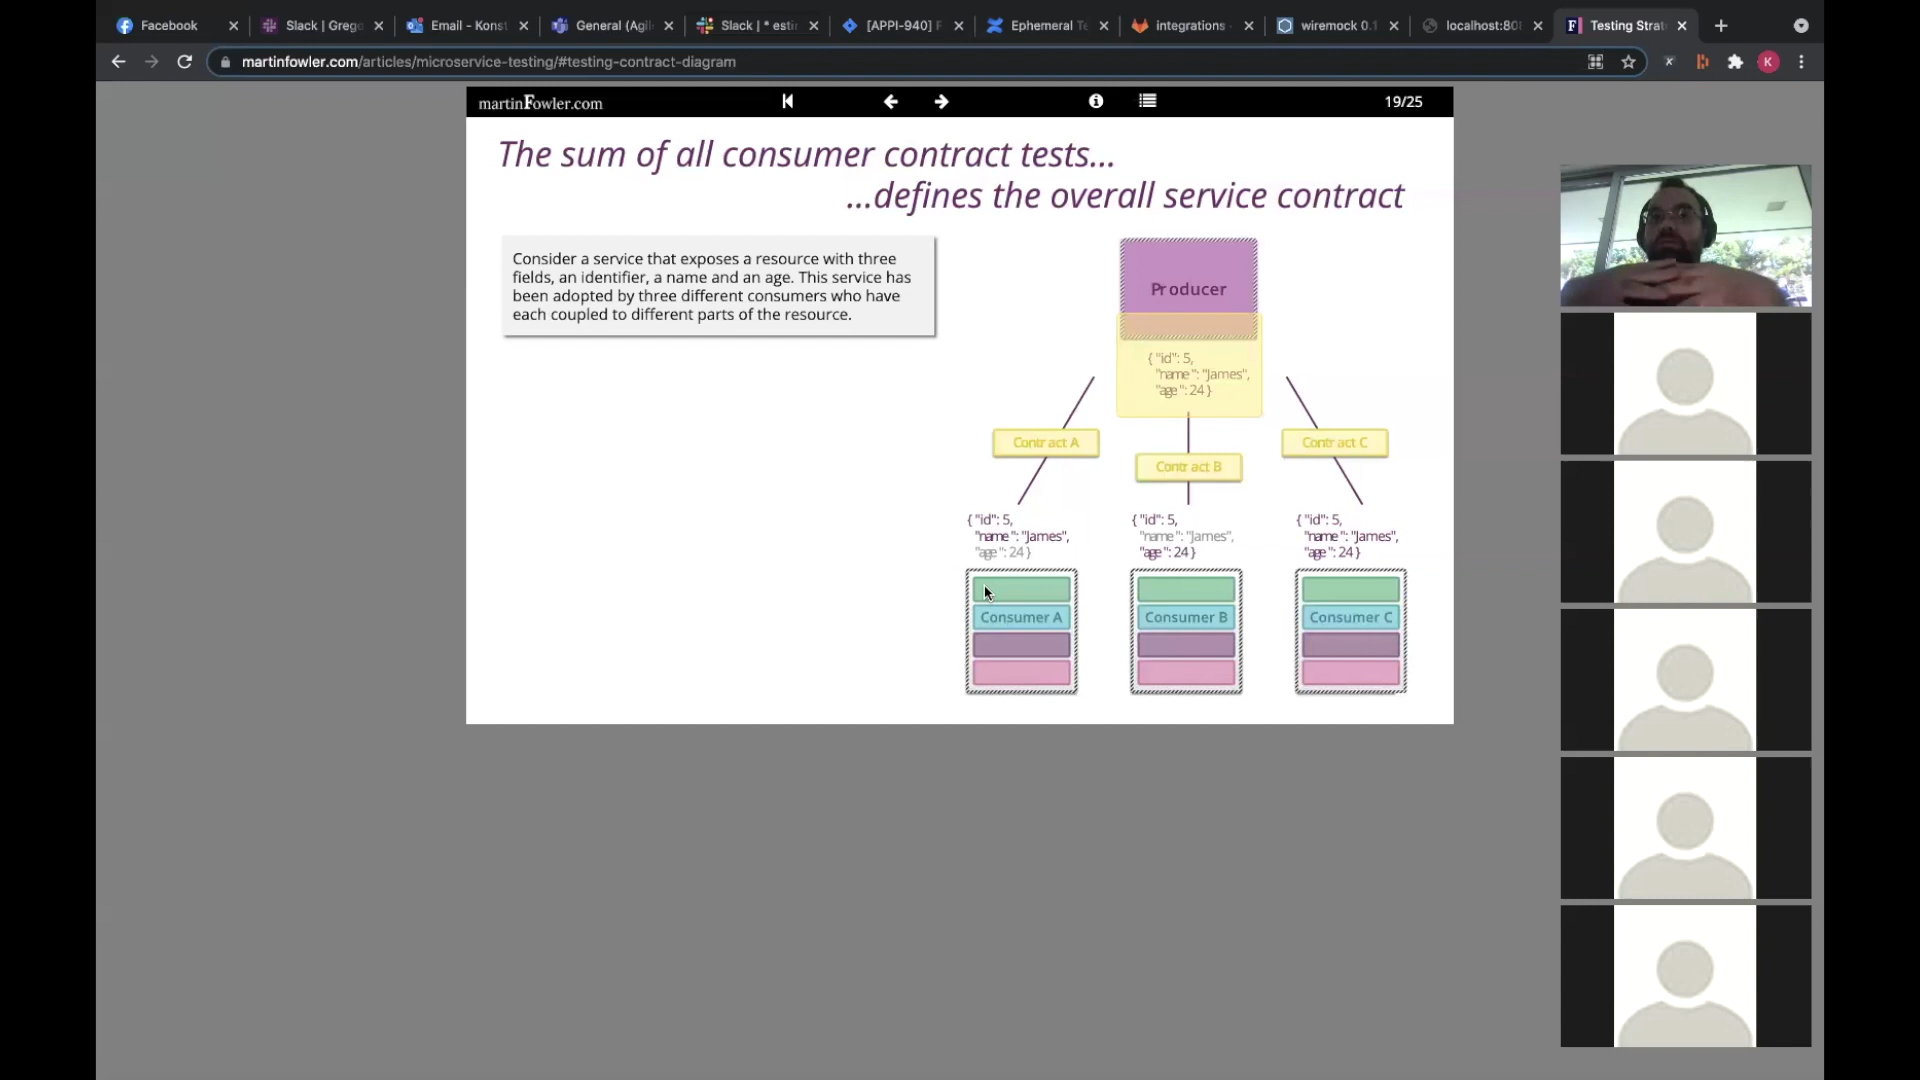 Facebook
Slack | Grego
Email - Konst
General (Agil
Slack | * esti
[APPI-940] F
Ephemeral Te
integrations
wiremock 0.1
localhost:808
Testing Strat
martinfowler.com/articles/microservice-testing/#testing-contract-diagram
K
martinFowler.com
19/25
The sum of all consumer contract tests...
...defines the overall service contract
Consider a service that exposes a resource with three
fields, an identifier, a name and an age. This service has
been adopted by three different consumers who have
each coupled to different parts of the resource.
Producer
{ "id": 5,
"name": "James",
"age": 24 }
Contract A
Contract B
Contract C
{ "id": 5,
"name": "James",
"age": 24 }
{ "id": 5,
"name": "James",
"age": 24 }
{ "id": 5,
"name": "James",
"age": 24 }
Consumer A
Consumer B
Consumer C